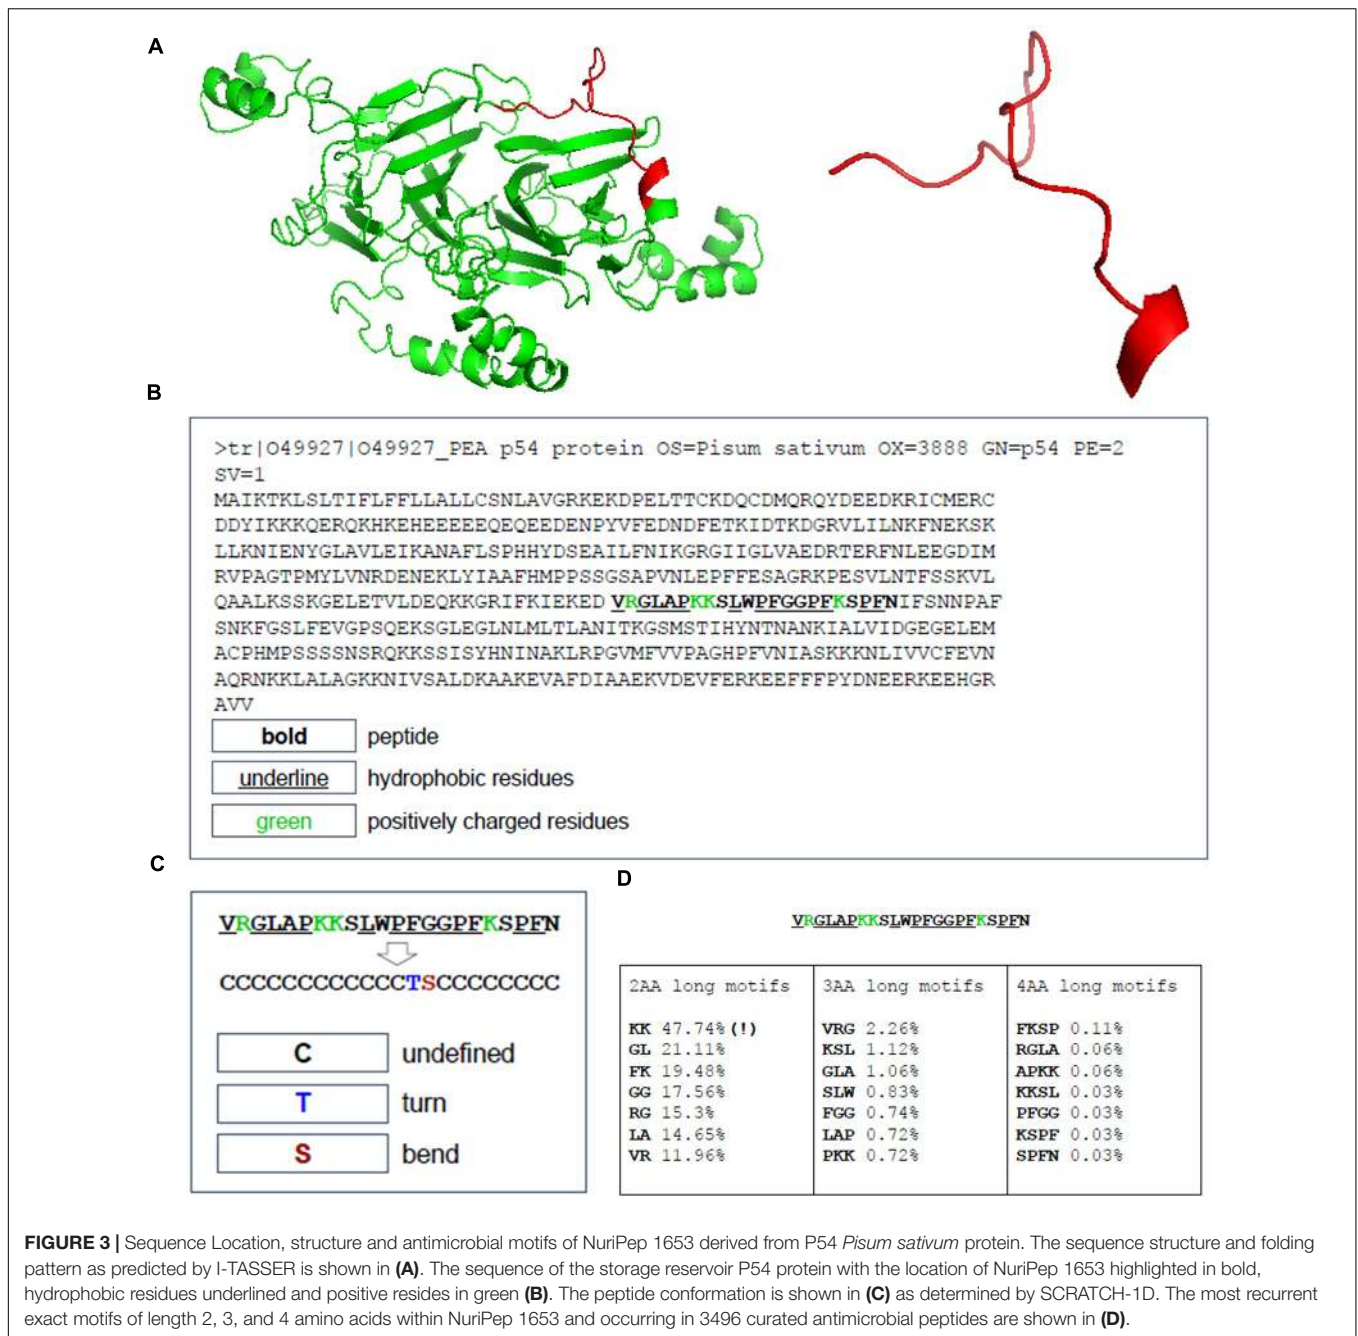 A
B
>tr|O49927|O49927_PEA p54 protein OS=Pisum sativum OX=3888 GN=p54 PE=2
SV=1
MAIKTKLSLTIFLFFLLALLCSNLAVGRKEKDPELTTCKDQCDMQRQYDEEDKRICMERC
DDYIKKKQERQKHKEHEEEEEQEQEEDENPYVFEDNDFETKIDTKDGRVLILNKFNEKSK
LLKNIENYGLAVLEIKANAFLSPHHYDSEAILFNIKGRGIIGLVAEDRTERFNLEEGDIM
RVPAGTPMYLVNRDENEKLYIAAFHMPPSSGSAPVNLEPFFESAGRKPESVLNTFSSKVL
QAALKSSKGELETVLDEQKKGRIFKIEKED VRGLAPKKSLWPFGGPFKSPFNIFSNNPAF
SNKFGSLFEVGPSQEKSGLEGLNLMLTLANITKGSMSTIHYNTNANKIALVIDGEGELEM
ACPHMPSSSSNSRQKKSSISYHNINAKLRPGVMFVVPAGHPFVNIASKKKNLIVVCFEVN
AQRNKKLALAGKKNIVSALDKAAKEVAFDIAAEKVDEVFERKEEFFFPYDNEERKEEHGR
AVV
bold peptide
underline hydrophobic residues
green positively charged residues
C
VRGLAPKKSLWPFGGPFKSPFN
CCCCCCCCCCCCTSCCCCCCCC
C undefined
T turn
S bend
D
VRGLAPKKSLWPFGGPFKSPFN
2AA long motifs 3AA long motifs 4AA long motifs
KK 47.74% (!) VRG 2.26% FKSP 0.11%
GL 21.11% KSL 1.12% RGLA 0.06%
FK 19.48% GLA 1.06% APKK 0.06%
GG 17.56% SLW 0.83% KKSL 0.03%
RG 15.3% FGG 0.74% PFGG 0.03%
LA 14.65% LAP 0.72% KSPF 0.03%
VR 11.96% PKK 0.72% SPFN 0.03%
FIGURE 3 | Sequence Location, structure and antimicrobial motifs of NuriPep 1653 derived from P54 Pisum sativum protein. The sequence structure and folding
pattern as predicted by I-TASSER is shown in (A). The sequence of the storage reservoir P54 protein with the location of NuriPep 1653 highlighted in bold,
hydrophobic residues underlined and positive resides in green (B). The peptide conformation is shown in (C) as determined by SCRATCH-1D. The most recurrent
exact motifs of length 2, 3, and 4 amino acids within NuriPep 1653 and occurring in 3496 curated antimicrobial peptides are shown in (D).